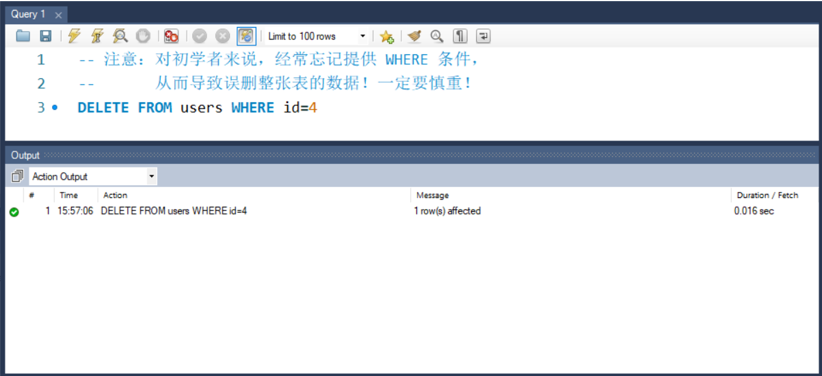 Query 1
Limit to 100 rows
1 -- 注意：对初学者来说，经常忘记提供 WHERE 条件，
2 -- 从而导致误删整张表的数据！一定要慎重！
3 DELETE FROM users WHERE id=4
Output
Action Output
# Time Action Message Duration / Fetch
1 15:57:06 DELETE FROM users WHERE id=4 1 row(s) affected 0.016 sec